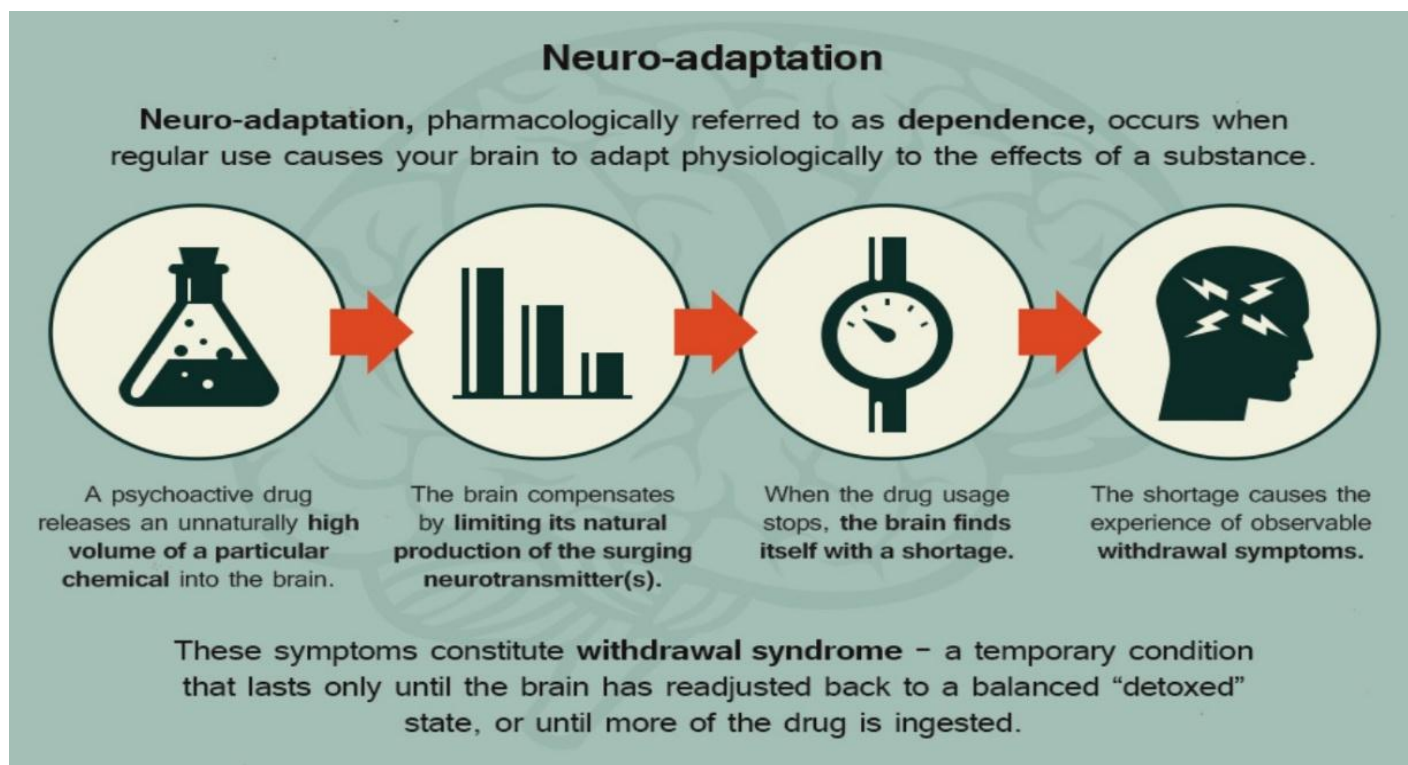 Neuro-adaptation
Neuro-adaptation, pharmacologically referred to as dependence, occurs when
regular use causes your brain to adapt physiologically to the effects of a substance.
A psychoactive drug
releases an unnaturally high
volume of a particular
chemical into the brain.
The brain compensates
by limiting its natural
production of the surging
neurotransmitter(s).
When the drug usage
stops, the brain finds
itself with a shortage.
The shortage causes the
experience of observable
withdrawal symptoms.
These symptoms constitute withdrawal syndrome – a temporary condition
that lasts only until the brain has readjusted back to a balanced “detoxed”
state, or until more of the drug is ingested.